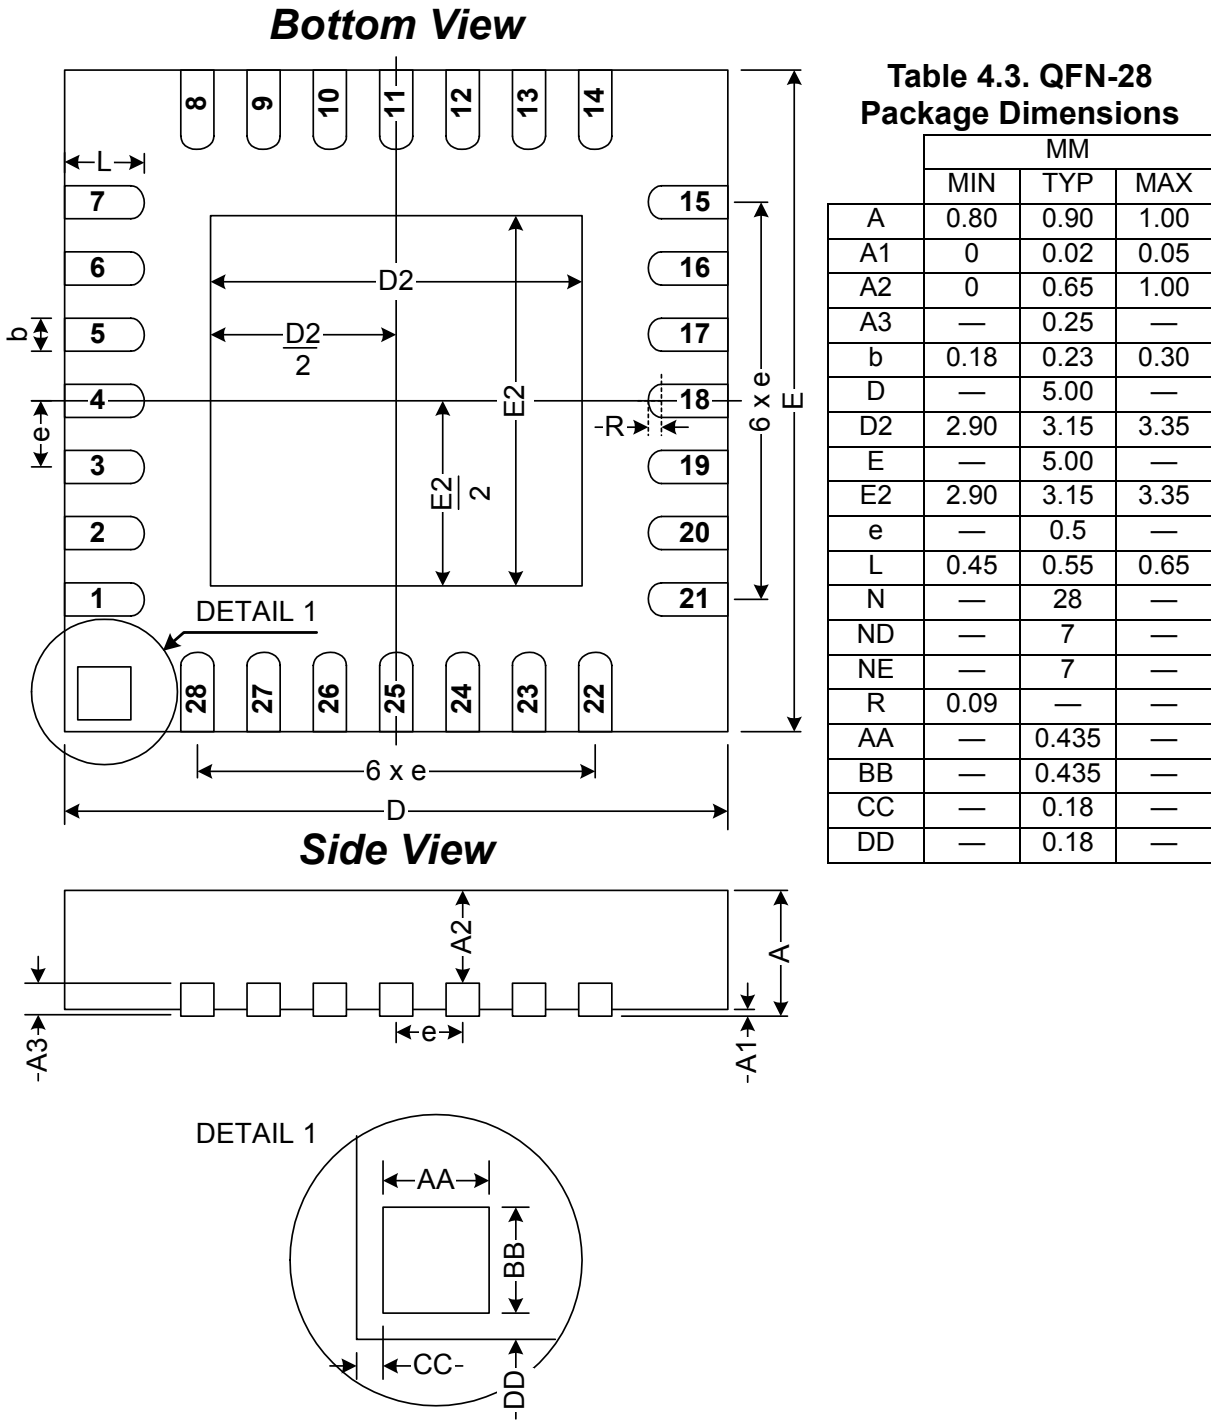 Bottom View
8 9 10 11 12 13 14
L
7 15
6 D2 16
b 5 D2 17
2
4 E2 R 18 6 x e E
e
3 E2 19
2
2 20
1 21
DETAIL 1
28 27 26 25 24 23 22
6 x e
D
Side View
A2 A
A3 e A1
DETAIL 1
AA
BB
CC
DD
Table 4.3. QFN-28
Package Dimensions
MM
MIN TYP MAX
A 0.80 0.90 1.00
A1 0 0.02 0.05
A2 0 0.65 1.00
A3 — 0.25 —
b 0.18 0.23 0.30
D — 5.00 —
D2 2.90 3.15 3.35
E — 5.00 —
E2 2.90 3.15 3.35
e — 0.5 —
L 0.45 0.55 0.65
N — 28 —
ND — 7 —
NE — 7 —
R 0.09 — —
AA — 0.435 —
BB — 0.435 —
CC — 0.18 —
DD — 0.18 —